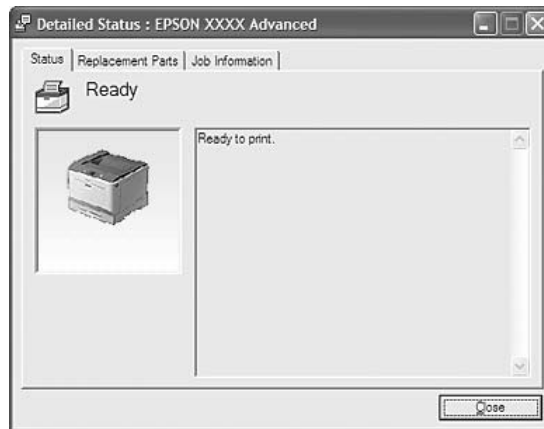 Detailed Status : EPSON XXXX Advanced
Status Replacement Parts Job Information
Ready
Ready to print.
Close